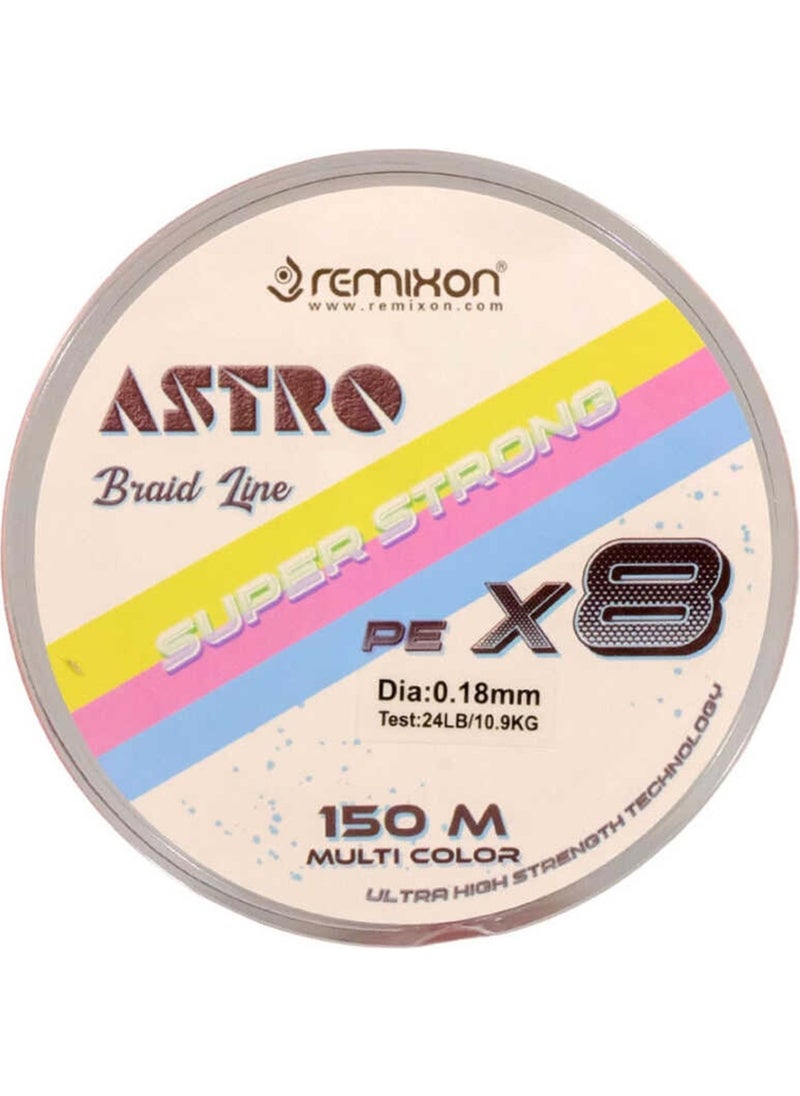 remixon®
www.remixon.com
ASTRO
Braid Line
SUPER STRONG
PE X8
Dia:0.18mm
Test:24LB/10.9KG
150 M
MULTI COLOR
ULTRA HIGH STRENGTH TECHNOLOGY